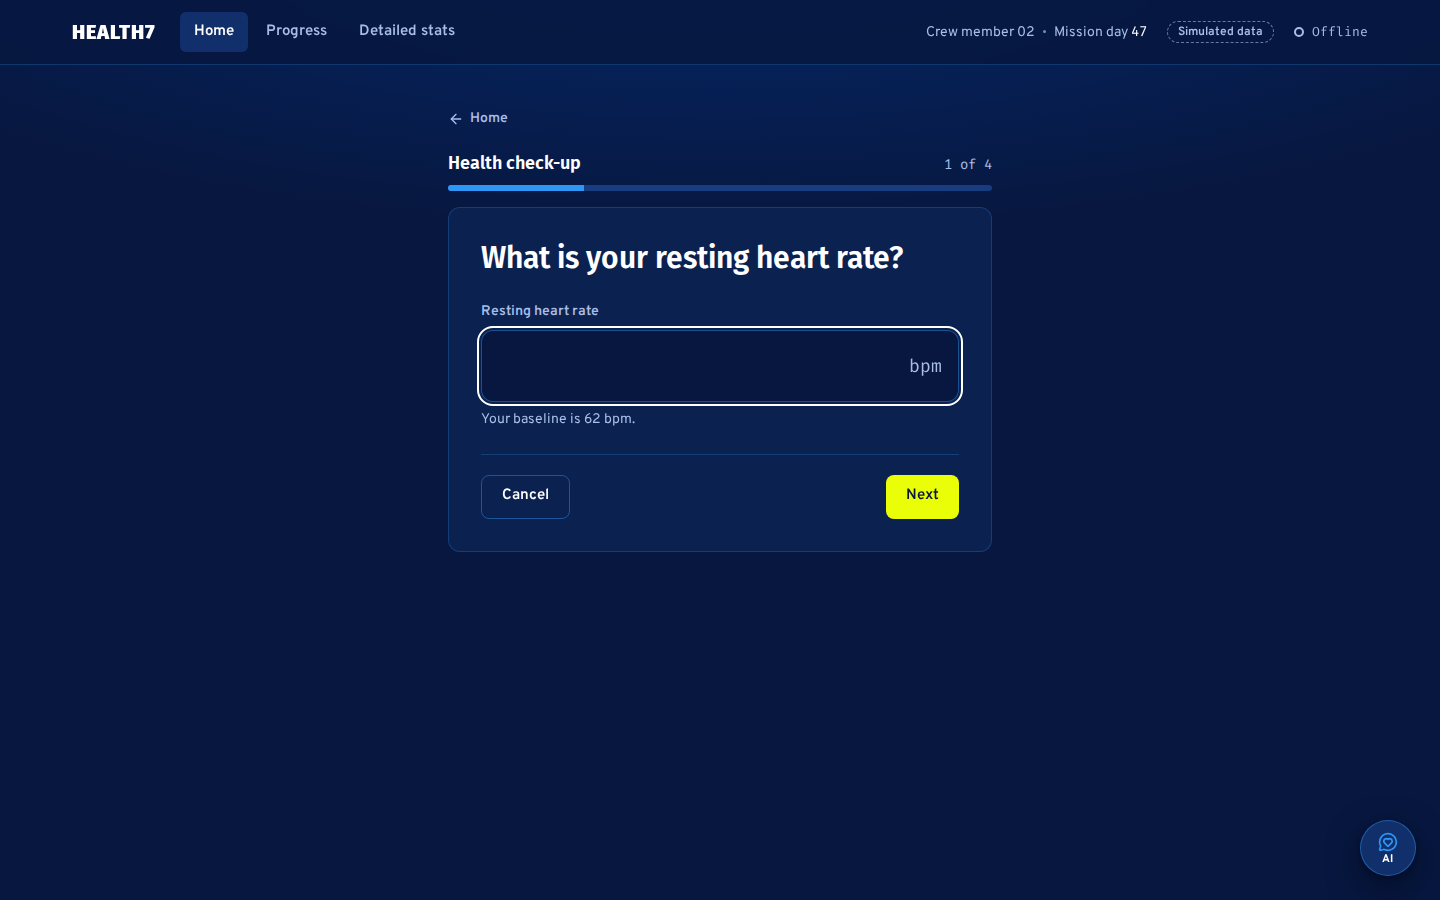 HEALTH7 Home Progress Detailed stats Crew member 02 • Mission day 47 Simulated data Offline
Home
Health check-up 1 of 4
What is your resting heart rate?
Resting heart rate
bpm
Your baseline is 62 bpm.
Cancel Next
AI